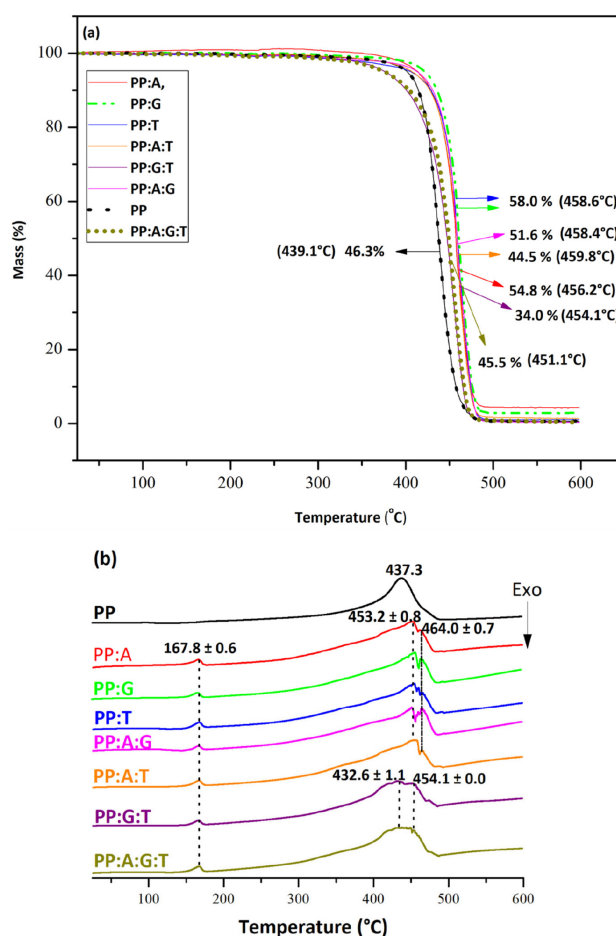 (a)
100
80
60
40
20
0
Mass (%)
PP:A,
PP:G
PP:T
PP:A:T
PP:G:T
PP:A:G
PP
PP:A:G:T
(439.1°C) 46.3%
58.0 % (458.6°C)
51.6 % (458.4°C)
44.5 % (459.8°C)
54.8 % (456.2°C)
34.0 % (454.1°C)
45.5 % (451.1°C)
100 200 300 400 500 600
Temperature (°C)
(b)
437.3
Exo
PP
453.2 ± 0.8
464.0 ± 0.7
167.8 ± 0.6
PP:A
PP:G
PP:T
PP:A:G
PP:A:T
432.6 ± 1.1 454.1 ± 0.0
PP:G:T
PP:A:G:T
100 200 300 400 500 600
Temperature (°C)